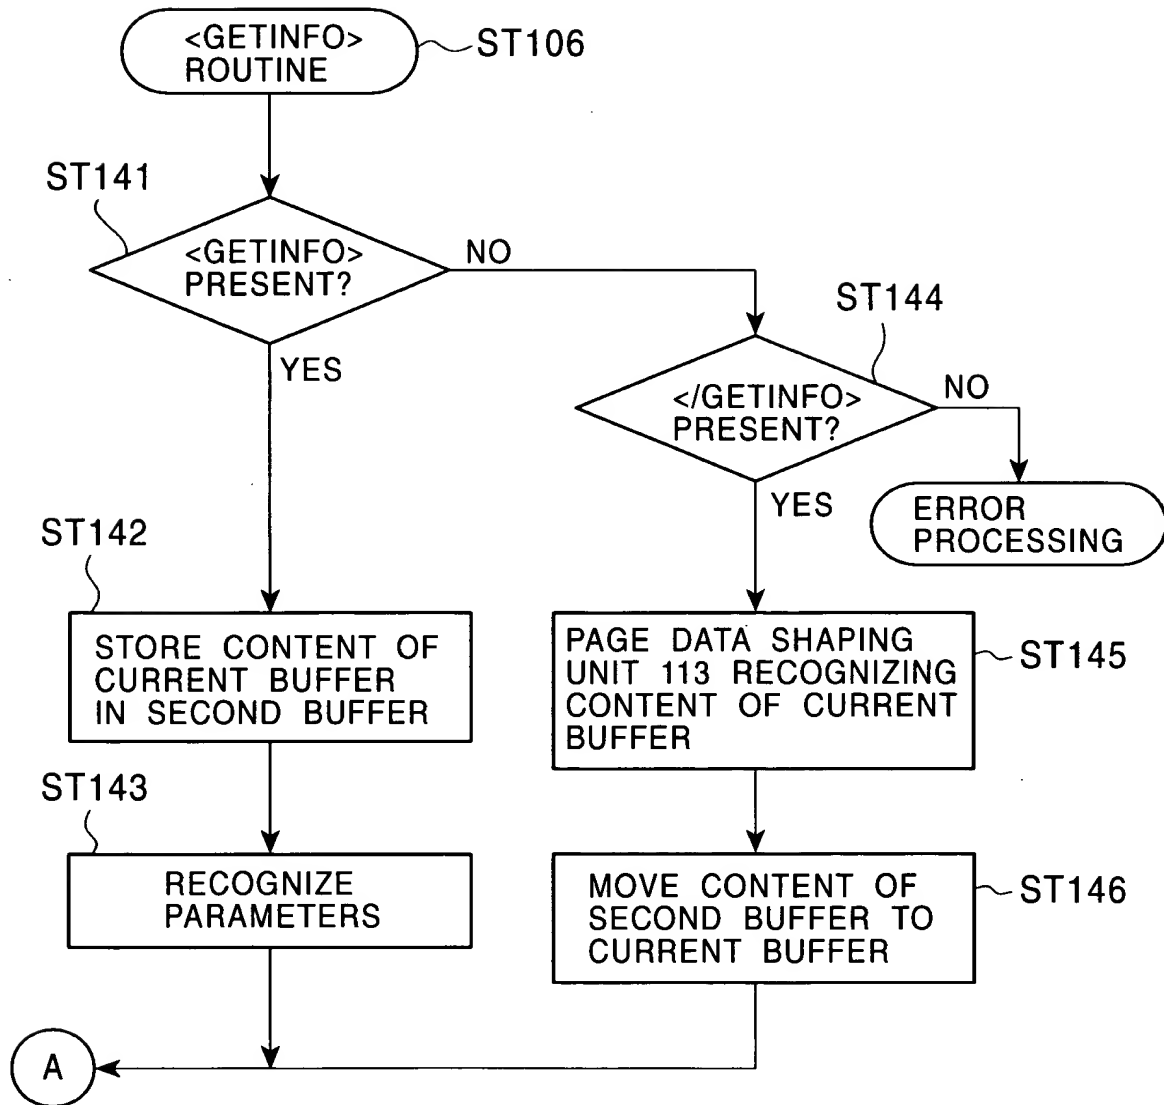 <GETINFO>
ROUTINE
ST106
ST141
<GETINFO>
PRESENT?
NO
YES
ST144
</GETINFO>
PRESENT?
NO
YES
ERROR
PROCESSING
ST142
STORE CONTENT OF
CURRENT BUFFER
IN SECOND BUFFER
PAGE DATA SHAPING
UNIT 113 RECOGNIZING
CONTENT OF CURRENT
BUFFER
ST145
ST143
RECOGNIZE
PARAMETERS
MOVE CONTENT OF
SECOND BUFFER TO
CURRENT BUFFER
ST146
A